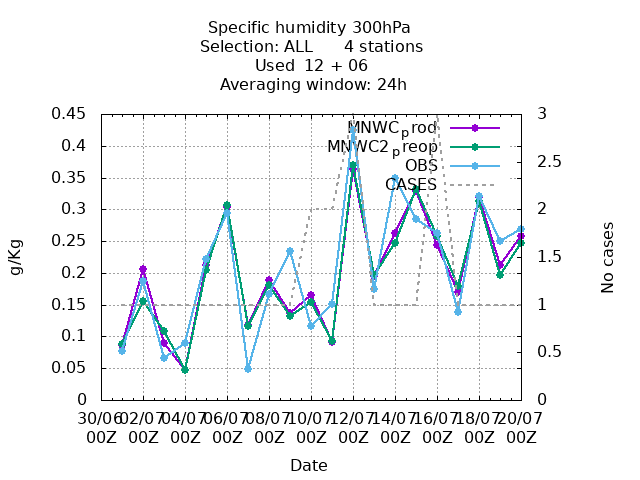 Specific humidity 300hPa
Selection: ALL 4 stations
Used 12 + 06
Averaging window: 24h
0.45
0.4
0.35
0.3
0.25
0.2
0.15
0.1
0.05
0
g/Kg
3
2.5
2
1.5
1
0.5
0
No cases
MNWC_prod
MNWC2_preop
OBS
CASES
30/06 02/07 04/07 06/07 08/07 10/07 12/07 14/07 16/07 18/07 20/07
00Z 00Z 00Z 00Z 00Z 00Z 00Z 00Z 00Z 00Z 00Z
Date